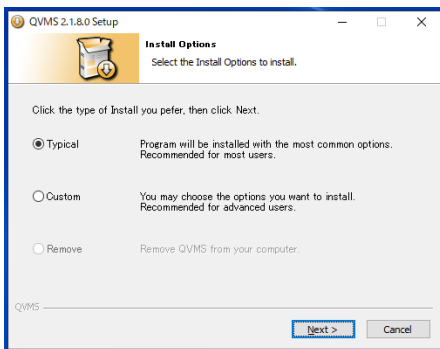 QVMS 2.1.8.0 Setup
Install Options
Select the Install Options to install.
Click the type of Install you pefer, then click Next.
Typical
Program will be installed with the most common options.
Recommended for most users.
Custom
You may choose the options you want to install.
Recommended for advanced users.
Remove
Remove QVMS from your computer.
QVMS
Next >
Cancel